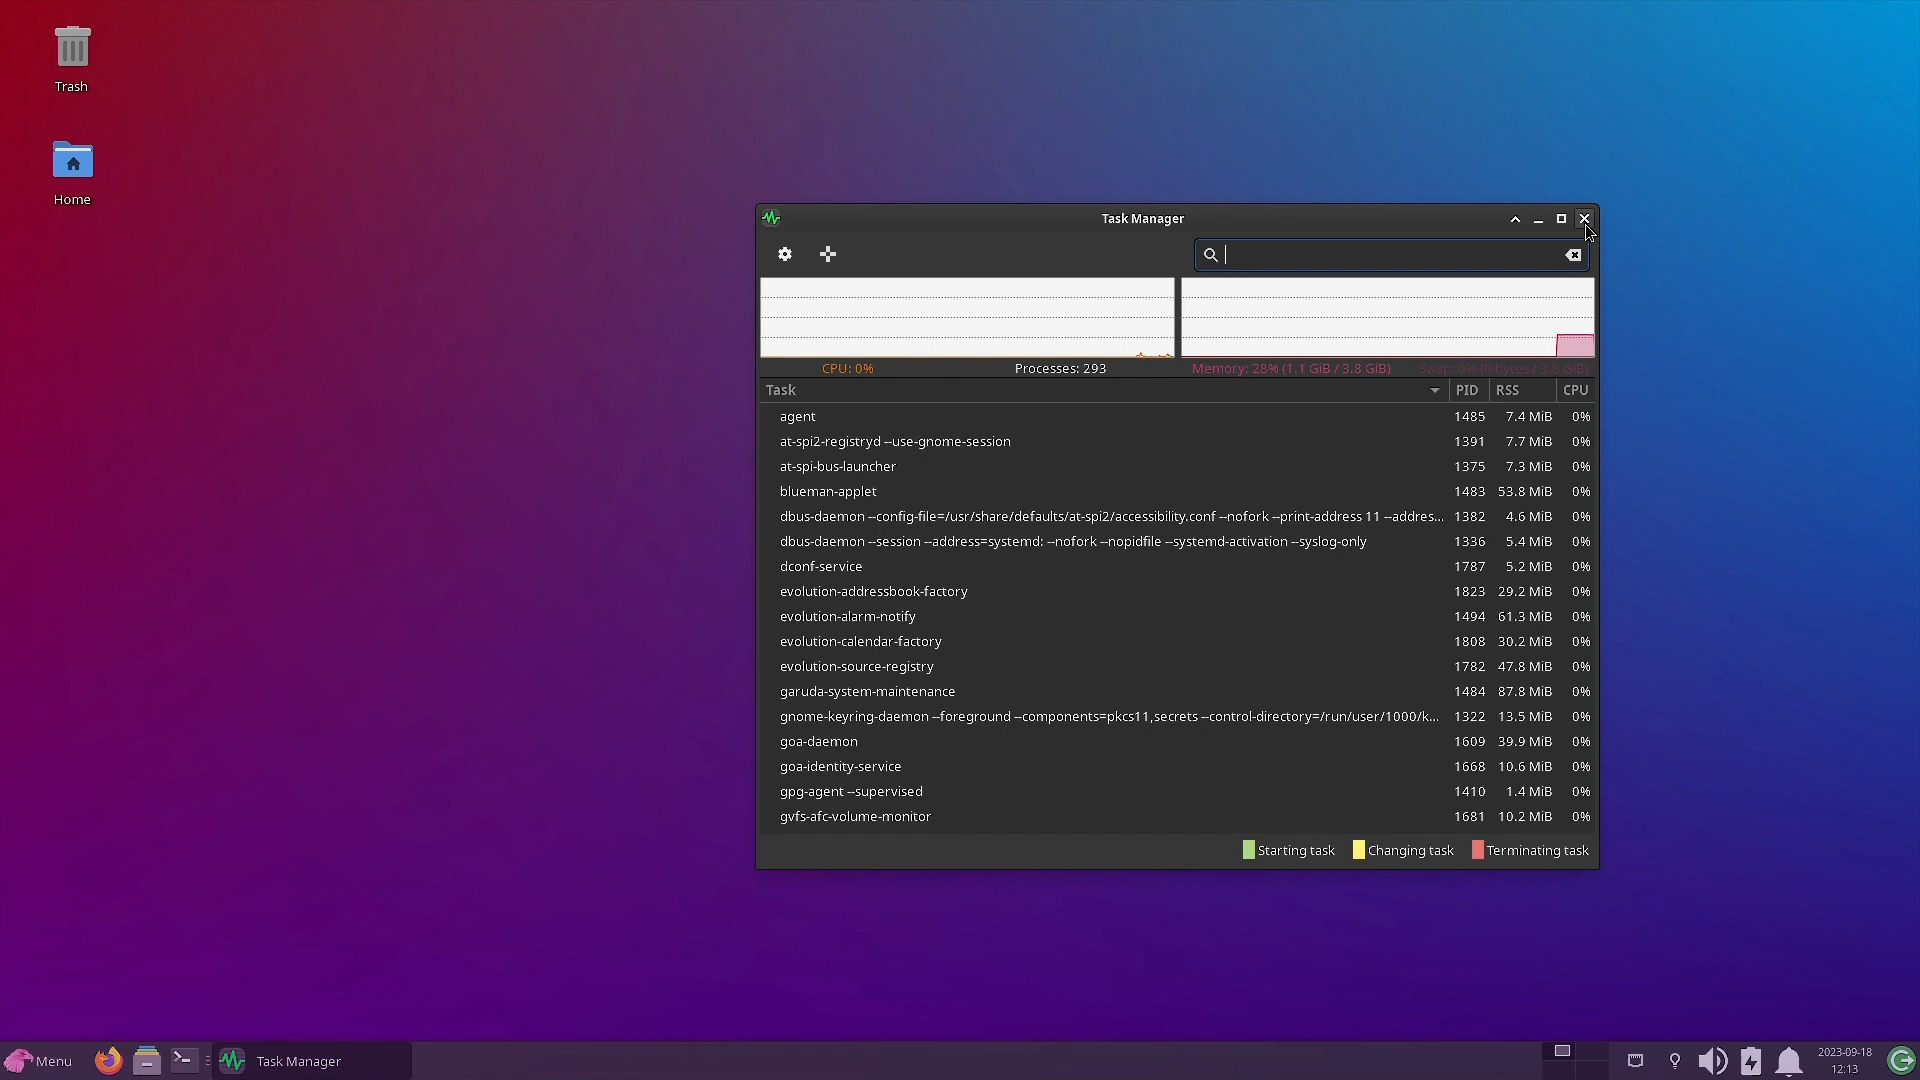 Trash
Home
Task Manager
CPU: 0%
Processes: 293
Memory: 28% (1.1 GiB / 3.8 GiB)
Swap: 0% (0 bytes / 3.8 GiB)
Task PID RSS CPU
agent 1485 7.4 MiB 0%
at-spi2-registryd --use-gnome-session 1391 7.7 MiB 0%
at-spi-bus-launcher 1375 7.3 MiB 0%
blueman-applet 1483 53.8 MiB 0%
dbus-daemon --config-file=/usr/share/defaults/at-spi2/accessibility.conf --nofork --print-address 11 --addres... 1382 4.6 MiB 0%
dbus-daemon --session --address=systemd: --nofork --nopidfile --systemd-activation --syslog-only 1336 5.4 MiB 0%
dconf-service 1787 5.2 MiB 0%
evolution-addressbook-factory 1823 29.2 MiB 0%
evolution-alarm-notify 1494 61.3 MiB 0%
evolution-calendar-factory 1808 30.2 MiB 0%
evolution-source-registry 1782 47.8 MiB 0%
garuda-system-maintenance 1484 87.8 MiB 0%
gnome-keyring-daemon --foreground --components=pkcs11,secrets --control-directory=/run/user/1000/k... 1322 13.5 MiB 0%
goa-daemon 1609 39.9 MiB 0%
goa-identity-service 1668 10.6 MiB 0%
gpg-agent --supervised 1410 1.4 MiB 0%
gvfs-afc-volume-monitor 1681 10.2 MiB 0%
Starting task
Changing task
Terminating task
Menu
Task Manager
2023-09-18
12:13